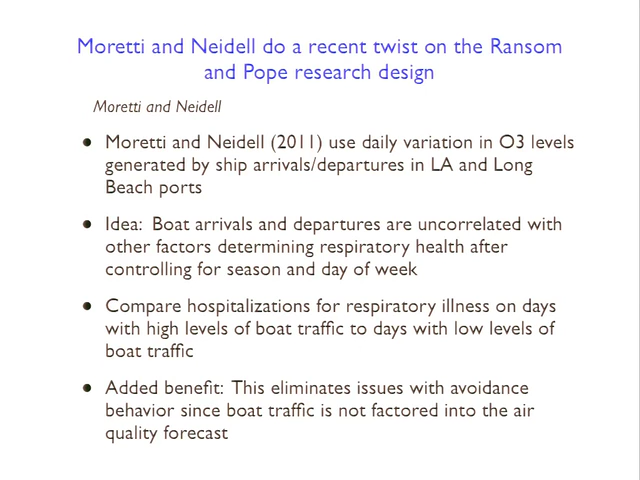 Moretti and Neidell do a recent twist on the Ransom
and Pope research design
Moretti and Neidell
Moretti and Neidell (2011) use daily variation in O3 levels
generated by ship arrivals/departures in LA and Long
Beach ports
Idea: Boat arrivals and departures are uncorrelated with
other factors determining respiratory health after
controlling for season and day of week
Compare hospitalizations for respiratory illness on days
with high levels of boat traffic to days with low levels of
boat traffic
Added benefit: This eliminates issues with avoidance
behavior since boat traffic is not factored into the air
quality forecast